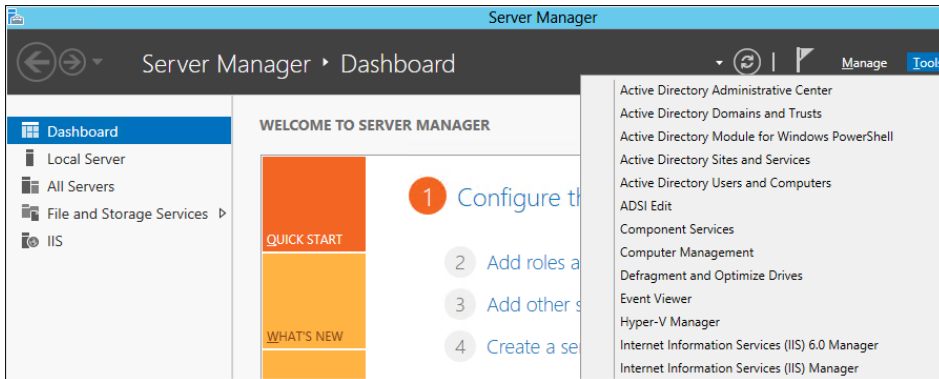 Server Manager
Server Manager ‣ Dashboard
Manage
Tools
Dashboard
Local Server
All Servers
File and Storage Services
IIS
WELCOME TO SERVER MANAGER
QUICK START
WHAT'S NEW
1 Configure th
2 Add roles a
3 Add other s
4 Create a se
Active Directory Administrative Center
Active Directory Domains and Trusts
Active Directory Module for Windows PowerShell
Active Directory Sites and Services
Active Directory Users and Computers
ADSI Edit
Component Services
Computer Management
Defragment and Optimize Drives
Event Viewer
Hyper-V Manager
Internet Information Services (IIS) 6.0 Manager
Internet Information Services (IIS) Manager